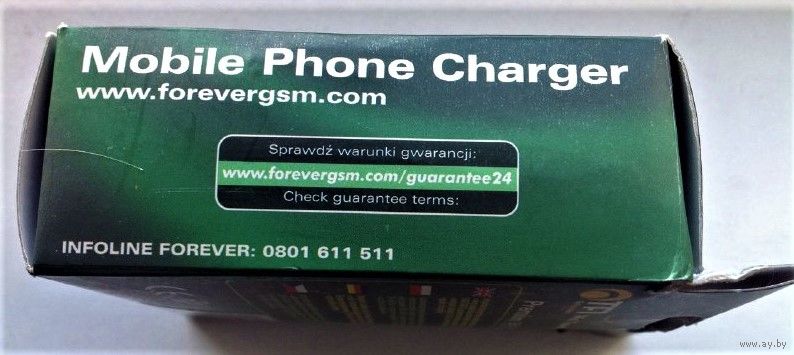 Mobile Phone Charger
www.forevergsm.com
Sprawdź warunki gwarancji:
www.forevergsm.com/guarantee24
Check guarantee terms:
INFOLINE FOREVER: 0801 611 511
www.ay.by